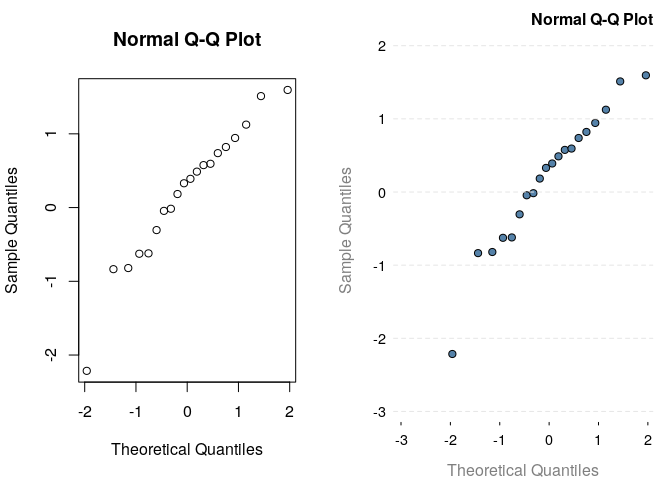 Normal Q-Q Plot
Sample Quantiles
1
0
-1
-2
-2 -1 0 1 2
Theoretical Quantiles
Normal Q-Q Plot
Sample Quantiles
2
1
0
-1
-2
-3
-3 -2 -1 0 1 2
Theoretical Quantiles